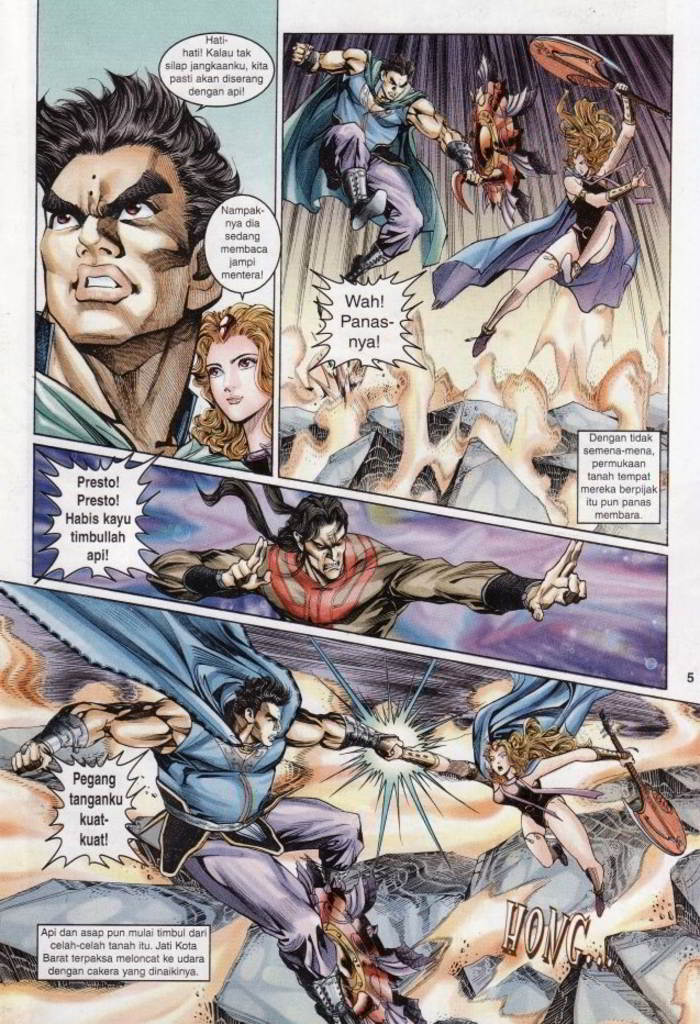 Hati-
hati! Kalau tak
silap jangkaanku, kita
pasti akan diserang
dengan api!
Nampak-
nya dia
sedang
membaca
jampi
mentera!
Wah!
Panas-
nya!
Dengan tidak
semena-mena,
permukaan
tanah tempat
mereka berpijak
itu pun panas
membara.
Presto!
Presto!
Habis kayu
timbullah
api!
5
Pegang
tanganku
kuat-
kuat!
HONG...
Api dan asap pun mulai timbul dari
celah-celah tanah itu. Jati Kota
Barat terpaksa meloncat ke udara
dengan cakera yang dinaikinya.